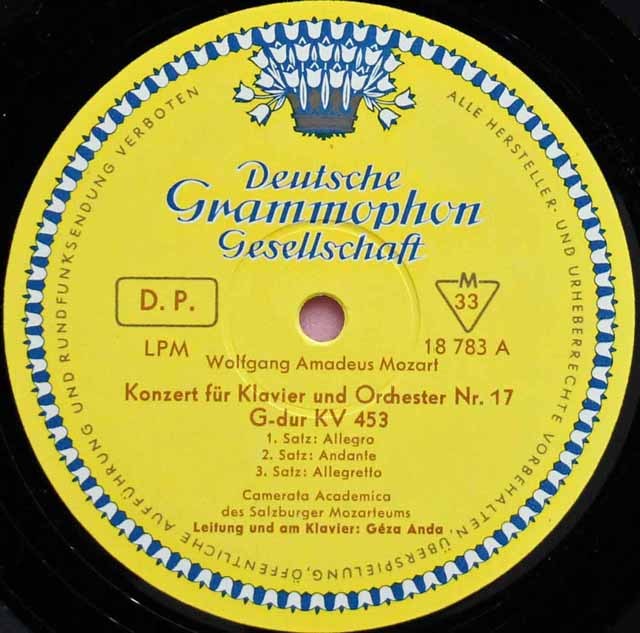 ALLE HERSTELLER- UND URHEBERRECHTE VORBEHALTEN, ÜBERSPIELUNG, ÖFFENTLICHE AUFFÜHRUNG UND RUNDFUNKSENDUNG VERBOTEN
Deutsche
Grammophon
Gesellschaft
D. P.
M
33
LPM
18 783 A
Wolfgang Amadeus Mozart
Konzert für Klavier und Orchester Nr. 17
G-dur KV 453
1. Satz: Allegro
2. Satz: Andante
3. Satz: Allegretto
Camerata Academica
des Salzburger Mozarteums
Leitung und am Klavier: Géza Anda